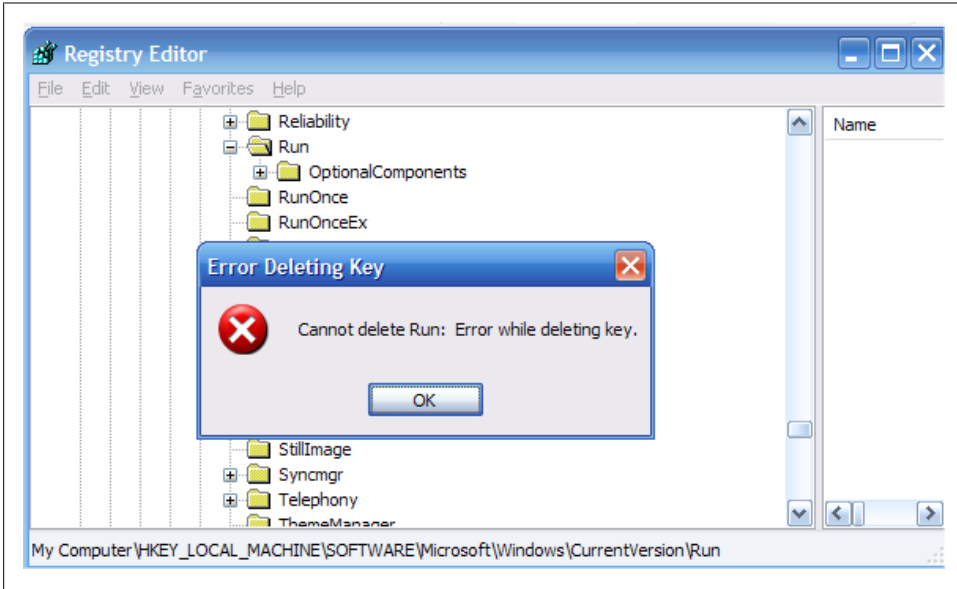 Registry Editor
File Edit View Favorites Help
Reliability
Name
Run
OptionalComponents
RunOnce
RunOnceEx
Error Deleting Key
Cannot delete Run: Error while deleting key.
OK
StillImage
Syncmgr
Telephony
ThemeManager
My Computer\HKEY_LOCAL_MACHINE\SOFTWARE\Microsoft\Windows\CurrentVersion\Run